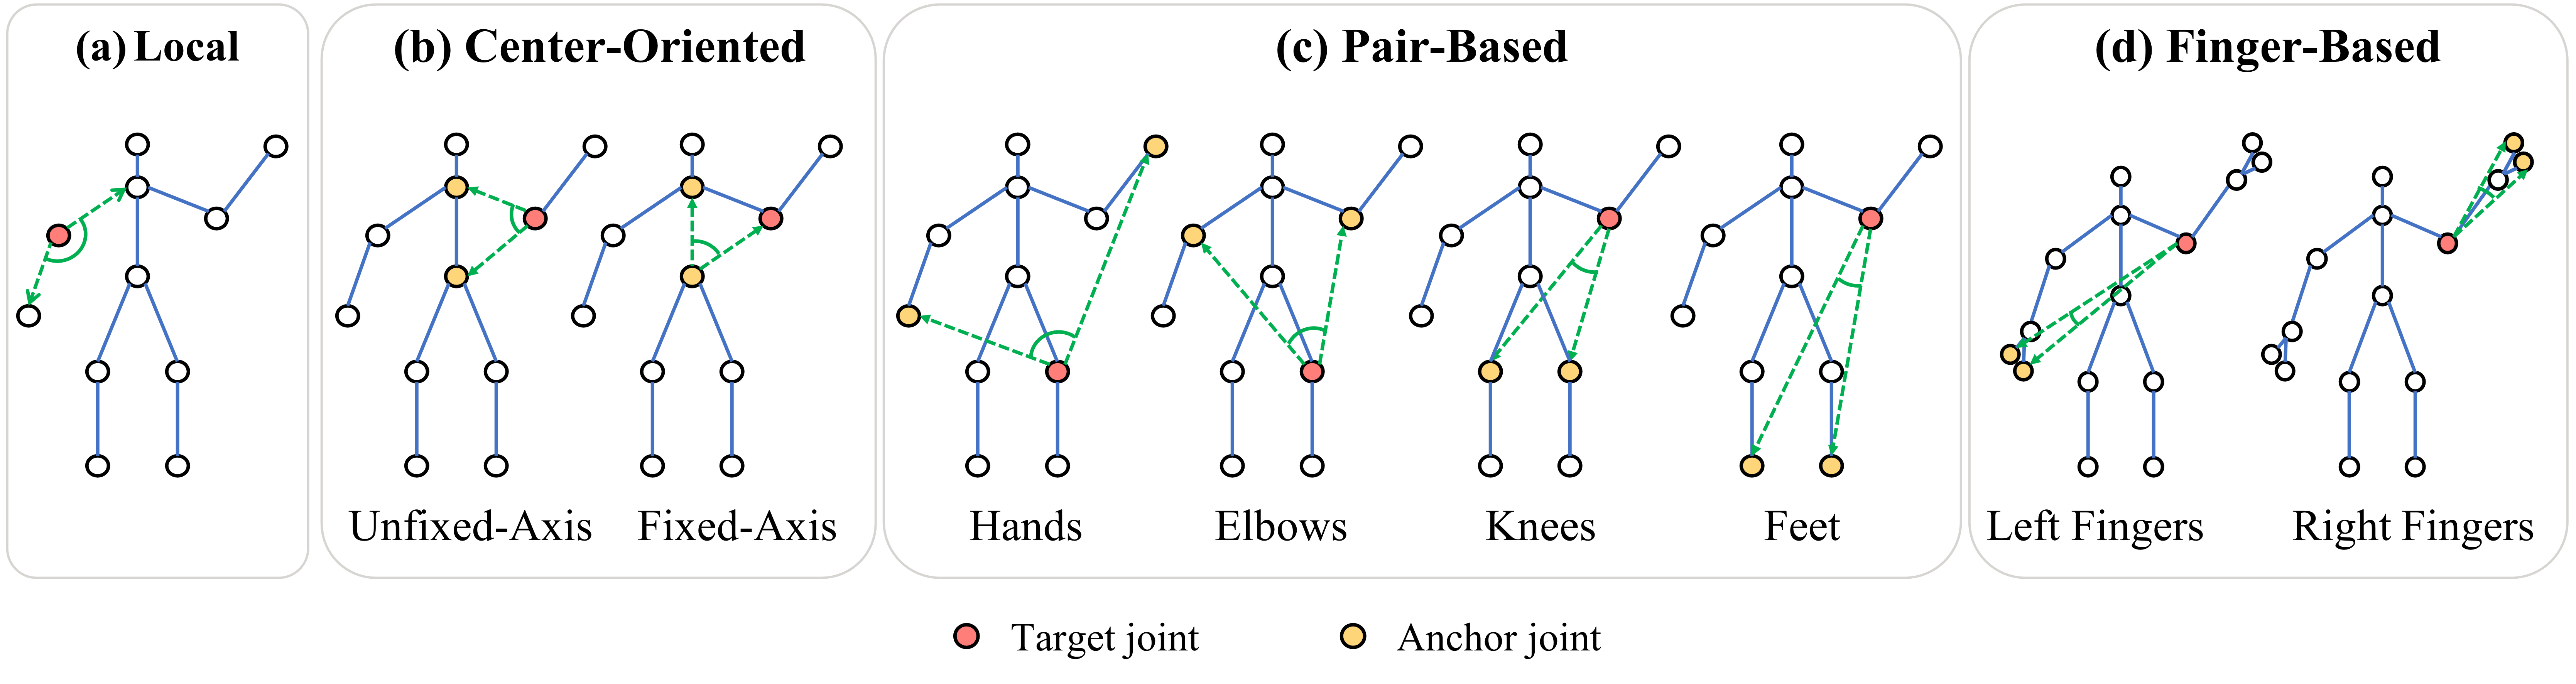 (a) Local
(b) Center-Oriented
(c) Pair-Based
(d) Finger-Based
Unfixed-Axis
Fixed-Axis
Hands
Elbows
Knees
Feet
Left Fingers
Right Fingers
Target joint
Anchor joint